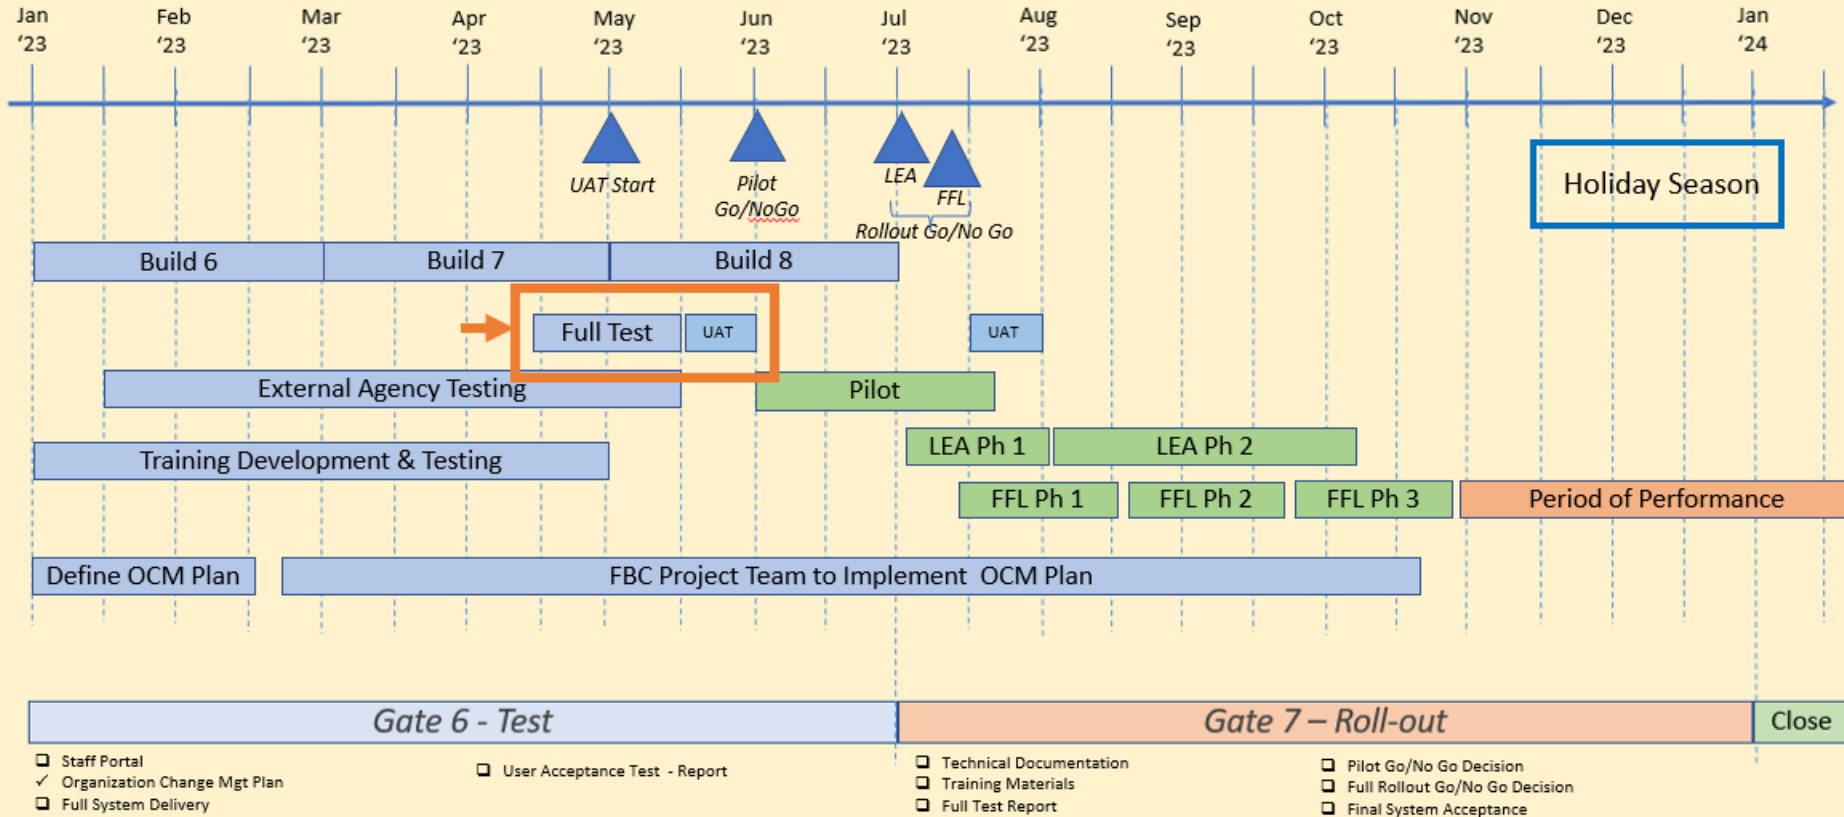 Jan Feb Mar Apr May Jun Jul Aug Sep Oct Nov Dec Jan
‘23 ‘23 ‘23 ‘23 ‘23 ‘23 ‘23 ‘23 ‘23 ‘23 ‘23 ‘23 ‘24
UAT Start
Pilot
Go/NoGo
LEA
FFL
Rollout Go/No Go
Holiday Season
Build 6
Build 7
Build 8
Full Test
UAT
UAT
External Agency Testing
Pilot
Training Development & Testing
LEA Ph 1
LEA Ph 2
FFL Ph 1
FFL Ph 2
FFL Ph 3
Period of Performance
Define OCM Plan
FBC Project Team to Implement OCM Plan
Gate 6 - Test
Gate 7 – Roll-out
Close
❑ Staff Portal
✓ Organization Change Mgt Plan
❑ Full System Delivery
❑ User Acceptance Test - Report
❑ Technical Documentation
❑ Training Materials
❑ Full Test Report
❑ Pilot Go/No Go Decision
❑ Full Rollout Go/No Go Decision
❑ Final System Acceptance